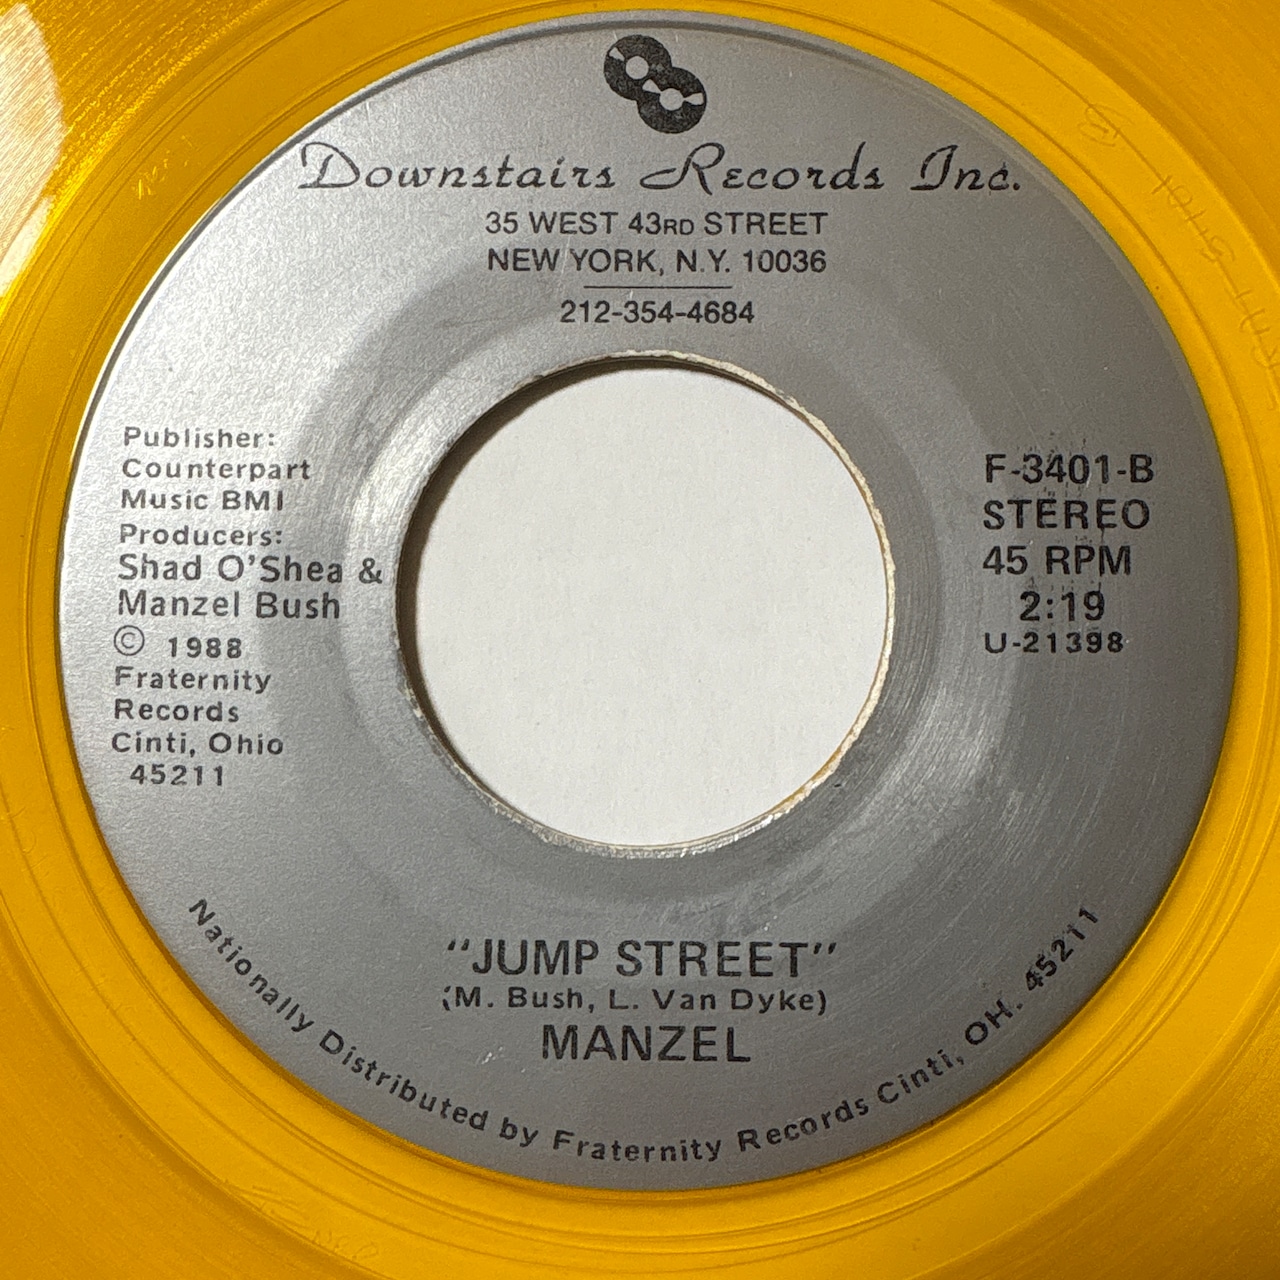 Downstairs Records Inc.
35 WEST 43RD STREET
NEW YORK, N.Y. 10036
212-354-4684
Publisher:
Counterpart
Music BMI
Producers:
Shad O'Shea &
Manzel Bush
© 1988
Fraternity
Records
Cinti, Ohio
45211
F-3401-B
STEREO
45 RPM
2:19
U-21398
"JUMP STREET"
(M. Bush, L. Van Dyke)
MANZEL
Nationally Distributed by Fraternity Records Cinti, OH. 45211